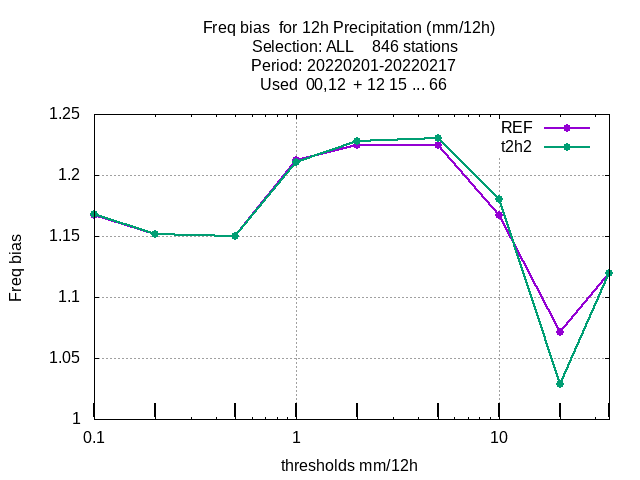 Freq bias  for 12h Precipitation (mm/12h)
Selection: ALL    846 stations
Period: 20220201-20220217
Used  00,12  + 12 15 ... 66
1.25
1.2
1.15
1.1
1.05
1
Freq bias
REF
t2h2
0.1
1
10
thresholds mm/12h